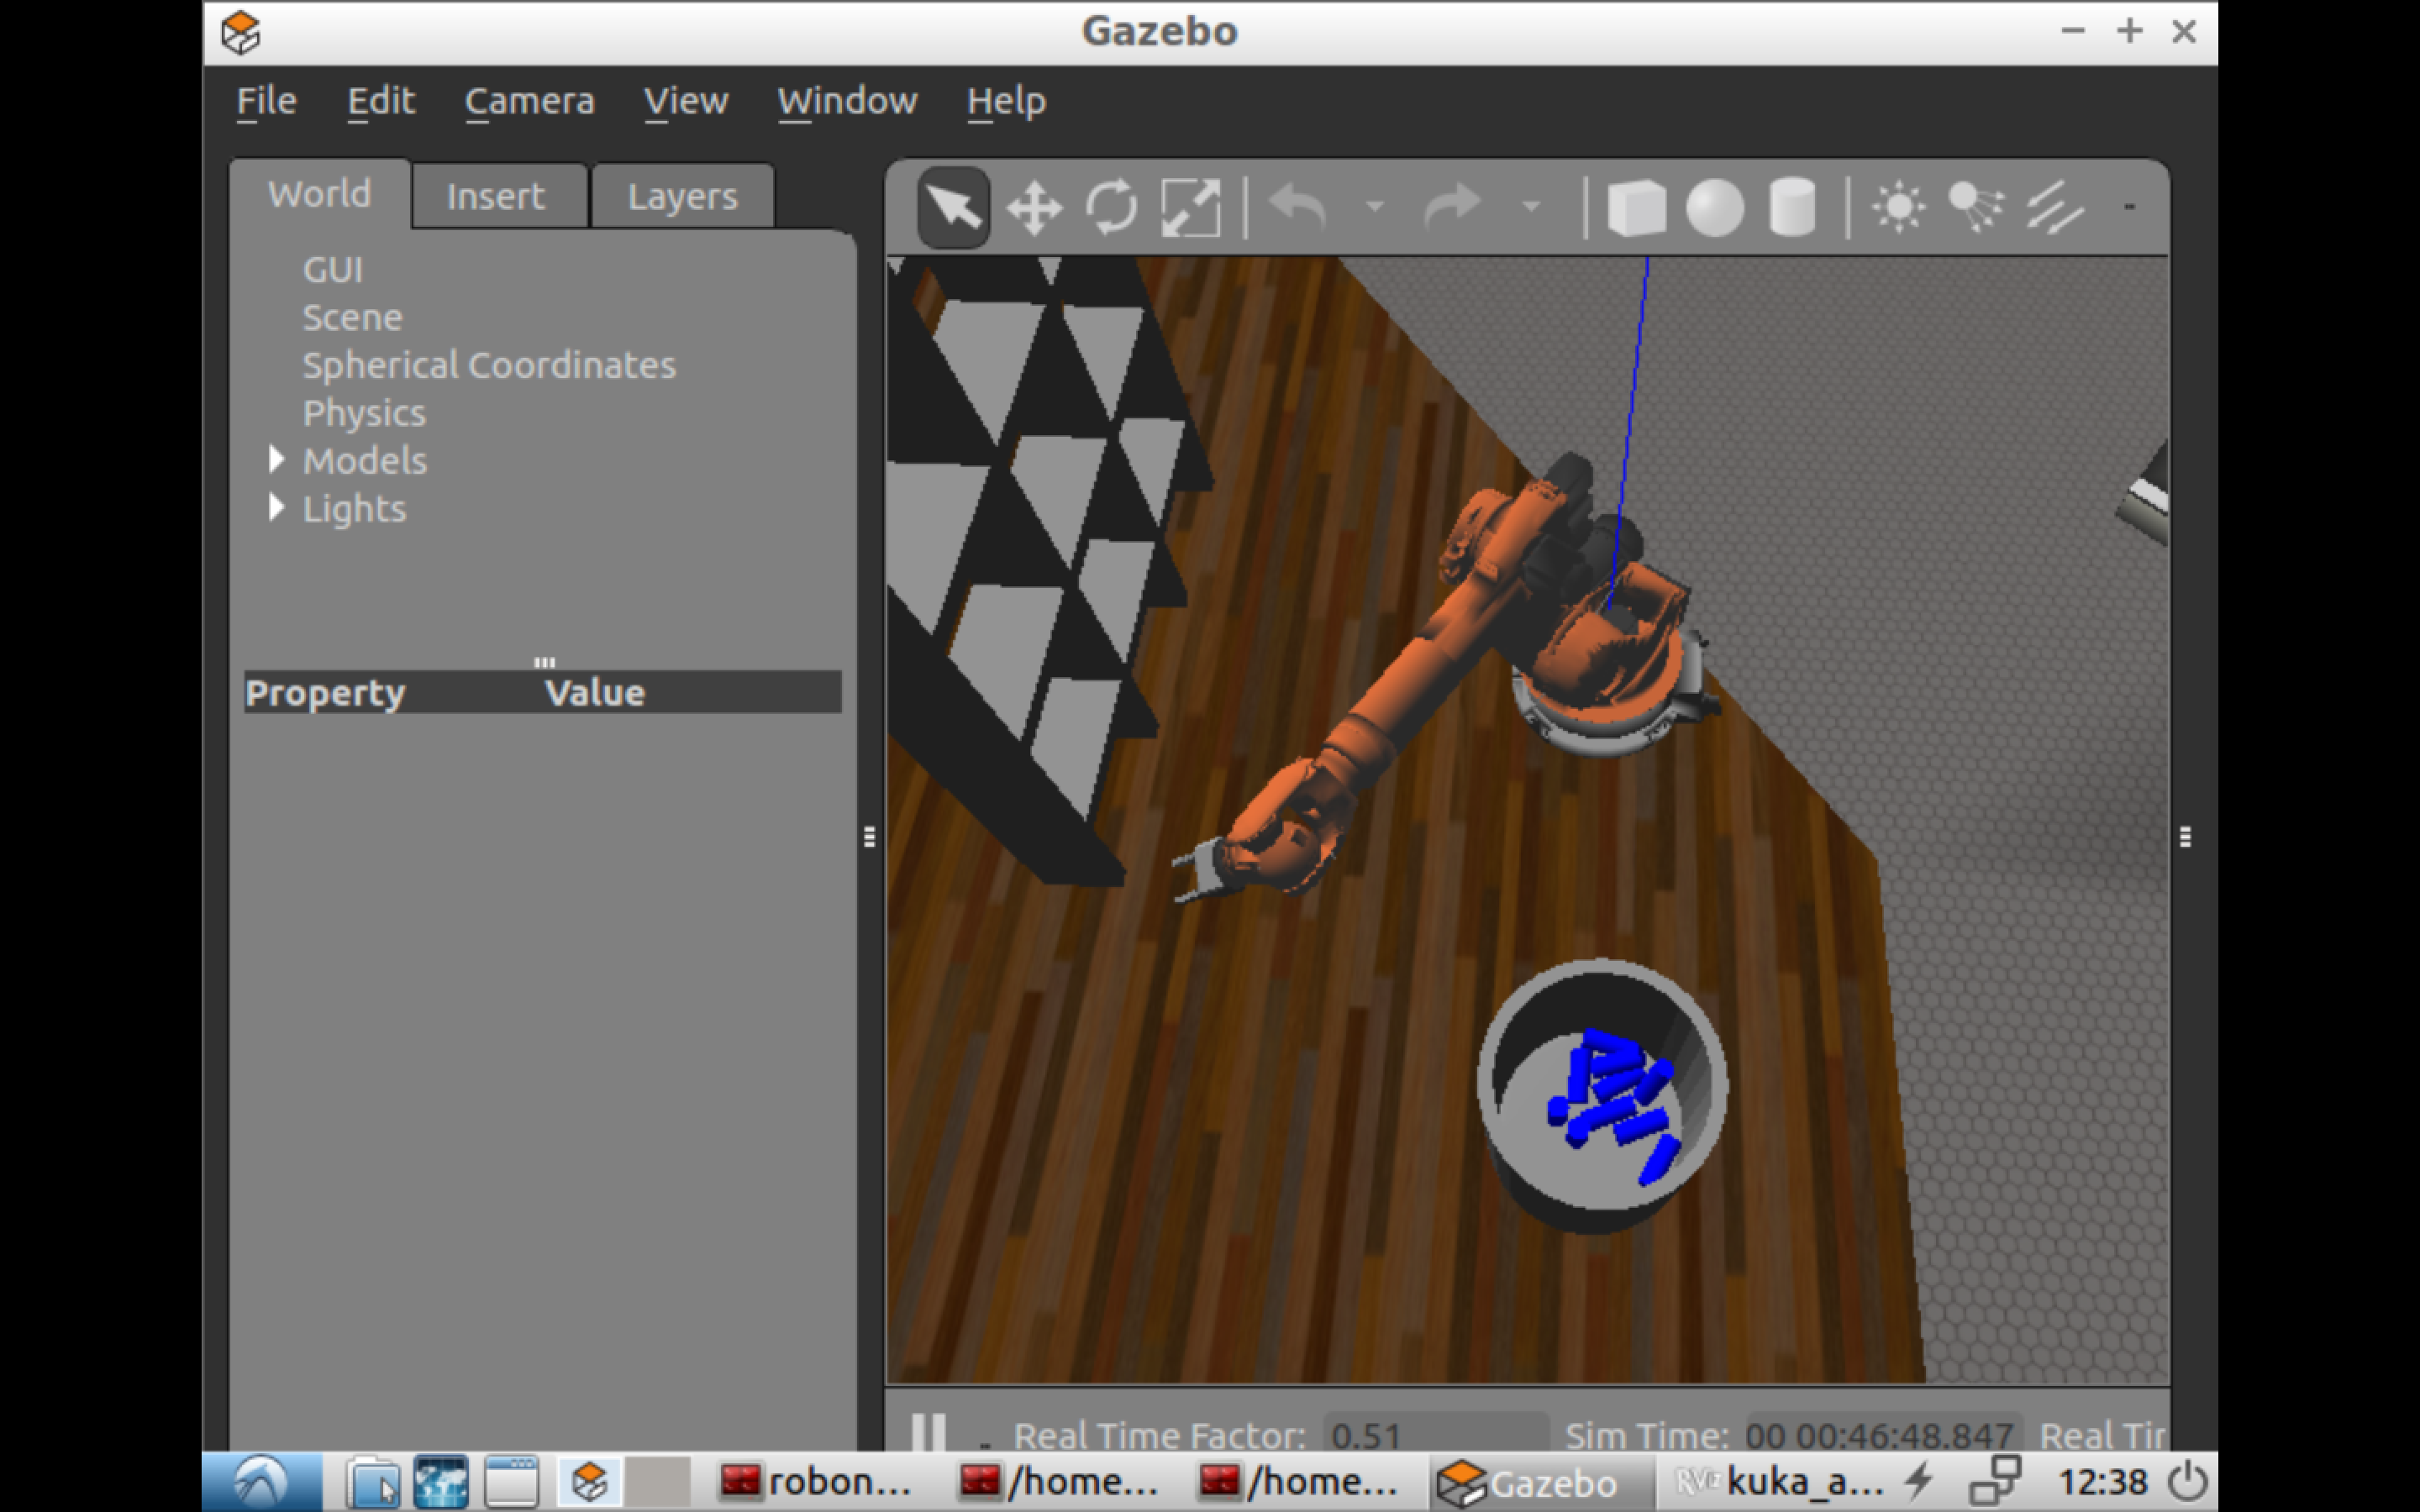 Gazebo
File Edit Camera View Window Help
World Insert Layers
GUI
Scene
Spherical Coordinates
Physics
Models
Lights
Property Value
Real Time Factor: 0.51 Sim Time: 00 00:46:48.847 Real Tir
robon... /home... /home... Gazebo RViz kuka_a... 12:38